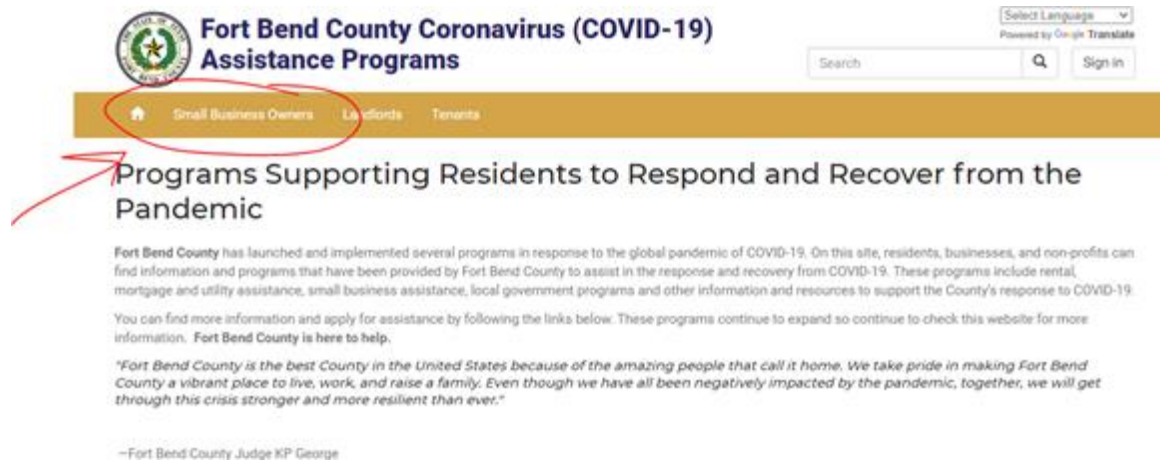 Fort Bend County Coronavirus (COVID-19)
Assistance Programs
Select Language
Powered by Google Translate
Search
Sign in
Small Business Owners Landlords Tenants
Programs Supporting Residents to Respond and Recover from the
Pandemic
Fort Bend County has launched and implemented several programs in response to the global pandemic of COVID-19. On this site, residents, businesses, and non-profits can
find information and programs that have been provided by Fort Bend County to assist in the response and recovery from COVID-19. These programs include rental,
mortgage and utility assistance, small business assistance, local government programs and other information and resources to support the County's response to COVID-19.
You can find more information and apply for assistance by following the links below. These programs continue to expand so continue to check this website for more
information. Fort Bend County is here to help.
"Fort Bend County is the best County in the United States because of the amazing people that call it home. We take pride in making Fort Bend
County a vibrant place to live, work, and raise a family. Even though we have all been negatively impacted by the pandemic, together, we will get
through this crisis stronger and more resilient than ever."
—Fort Bend County Judge KP George